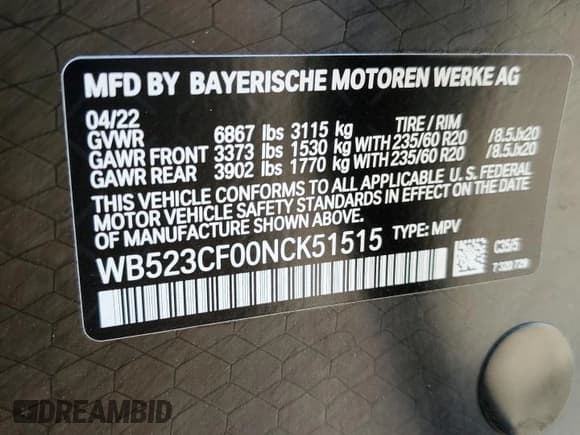 MFD BY BAYERISCHE MOTOREN WERKE AG
04/22 TIRE / RIM
GVWR 6867 lbs 3115 kg
GAWR FRONT 3373 lbs 1530 kg WITH 235/60 R20 /8.5Jx20
GAWR REAR 3902 lbs 1770 kg WITH 235/60 R20 /8.5Jx20
THIS VEHICLE CONFORMS TO ALL APPLICABLE U. S. FEDERAL
MOTOR VEHICLE SAFETY STANDARDS IN EFFECT ON THE DATE
OF MANUFACTURE SHOWN ABOVE.
WB523CF00NCK51515 TYPE: MPV
DREAMBID